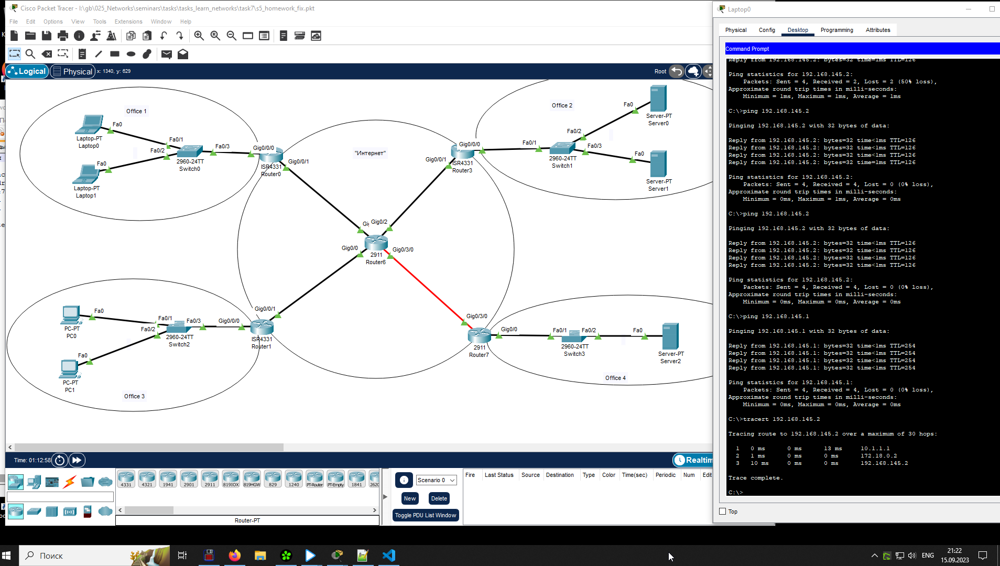 Cisco Packet Tracer - I:\gb\025_Networks\seminars\tasks\tasks_learn_networks\task7\s5_homework_fix.pkt
File Edit Options View Tools Extensions Window Help
Logical Physical x: 1340, y: 629
Root
Office 1
Fa0
Laptop-PT
Laptop0
Fa0/1
Fa0/2
Fa0/3
Fa0
2960-24TT
Switch0
Laptop-PT
Laptop1
Gig0/0/0
Gig0/0/1
ISR4331
Router0
"Интернет"
Office 2
Fa0
Server-PT
Server0
Fa0/2
Gig0/0/0
Fa0/1
Fa0/3
Gig0/0/1
ISR4331
Router3
2960-24TT
Switch1
Fa0
Server-PT
Server1
Gig0/2
Gig0/0
Gig0/3/0
2911
Router6
Fa0
PC-PT
PC0
Fa0/1
Fa0/2
Fa0/3
2960-24TT
Switch2
Gig0/0/0
Gig0/0/1
ISR4331
Router1
Fa0
PC-PT
PC1
Office 3
Gig0/3/0
Gig0/0
2911
Router7
Fa0/1
Fa0/2
2960-24TT
Switch3
Fa0
Server-PT
Server2
Office 4
Time: 01:12:58
Realtim
4331 4321 1941 2901 2911 819IOX 819HGW 829 1240 PT-Router PT-Empty 1841 2620
Router-PT
Scenario 0
New Delete
Toggle PDU List Window
Fire Last Status Source Destination Type Color Time(sec) Periodic Num Edit
Laptop0
Physical Config Desktop Programming Attributes
Command Prompt
Reply from 192.168.145.2: bytes=32 time=1ms TTL=126
Ping statistics for 192.168.145.2:
Packets: Sent = 4, Received = 2, Lost = 2 (50% loss),
Approximate round trip times in milli-seconds:
Minimum = 1ms, Maximum = 1ms, Average = 1ms
C:\>ping 192.168.145.2
Pinging 192.168.145.2 with 32 bytes of data:
Reply from 192.168.145.2: bytes=32 time<1ms TTL=126
Reply from 192.168.145.2: bytes=32 time<1ms TTL=126
Reply from 192.168.145.2: bytes=32 time<1ms TTL=126
Reply from 192.168.145.2: bytes=32 time=1ms TTL=126
Ping statistics for 192.168.145.2:
Packets: Sent = 4, Received = 4, Lost = 0 (0% loss),
Approximate round trip times in milli-seconds:
Minimum = 0ms, Maximum = 1ms, Average = 0ms
C:\>ping 192.168.145.2
Pinging 192.168.145.2 with 32 bytes of data:
Reply from 192.168.145.2: bytes=32 time<1ms TTL=126
Reply from 192.168.145.2: bytes=32 time<1ms TTL=126
Reply from 192.168.145.2: bytes=32 time<1ms TTL=126
Reply from 192.168.145.2: bytes=32 time<1ms TTL=126
Ping statistics for 192.168.145.2:
Packets: Sent = 4, Received = 4, Lost = 0 (0% loss),
Approximate round trip times in milli-seconds:
Minimum = 0ms, Maximum = 0ms, Average = 0ms
C:\>ping 192.168.145.1
Pinging 192.168.145.1 with 32 bytes of data:
Reply from 192.168.145.1: bytes=32 time<1ms TTL=254
Reply from 192.168.145.1: bytes=32 time<1ms TTL=254
Reply from 192.168.145.1: bytes=32 time<1ms TTL=254
Reply from 192.168.145.1: bytes=32 time<1ms TTL=254
Ping statistics for 192.168.145.1:
Packets: Sent = 4, Received = 4, Lost = 0 (0% loss),
Approximate round trip times in milli-seconds:
Minimum = 0ms, Maximum = 0ms, Average = 0ms
C:\>tracert 192.168.145.2
Tracing route to 192.168.145.2 over a maximum of 30 hops:
1 0 ms 0 ms 13 ms 10.1.1.1
2 1 ms 0 ms 0 ms 172.18.0.2
3 10 ms 0 ms 0 ms 192.168.145.2
Trace complete.
C:\>
Top
Поиск
ENG
21:22
15.09.2023